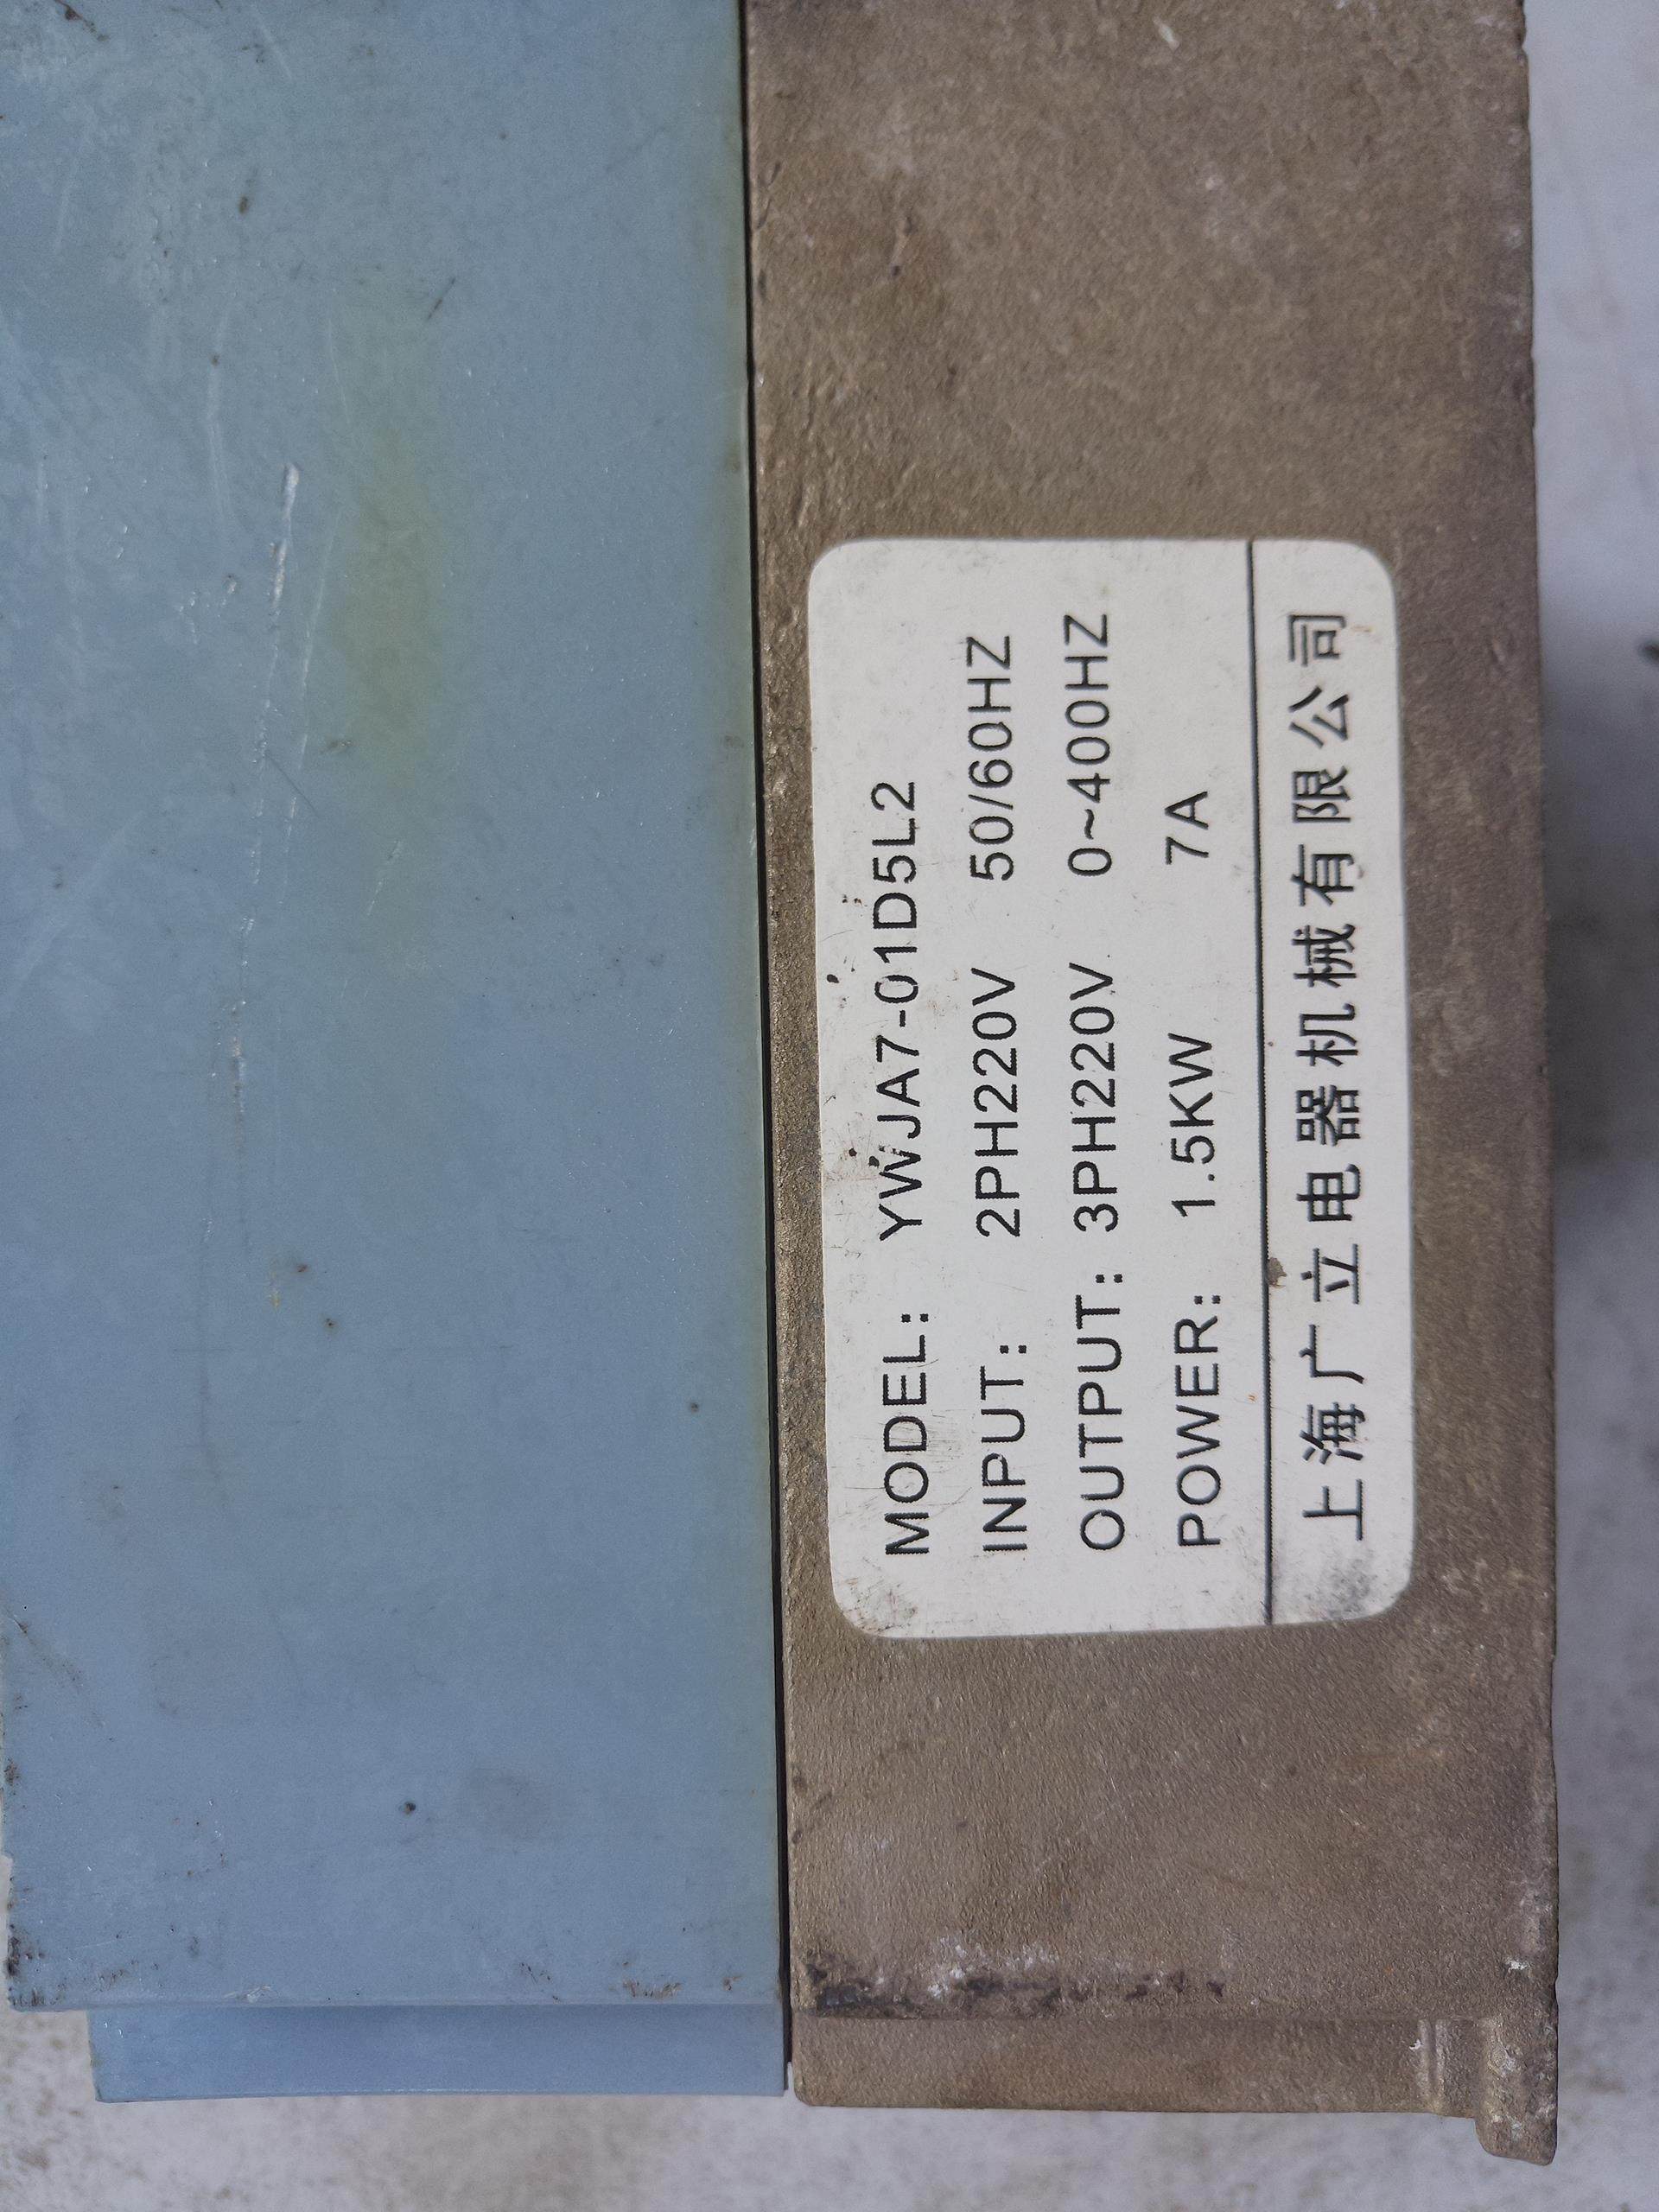 MODEL: YWJA7-01D5L2
INPUT: 2PH220V 50/60HZ
OUTPUT: 3PH220V 0~400HZ
POWER: 1.5KW 7A
上海广立电器机械有限公司